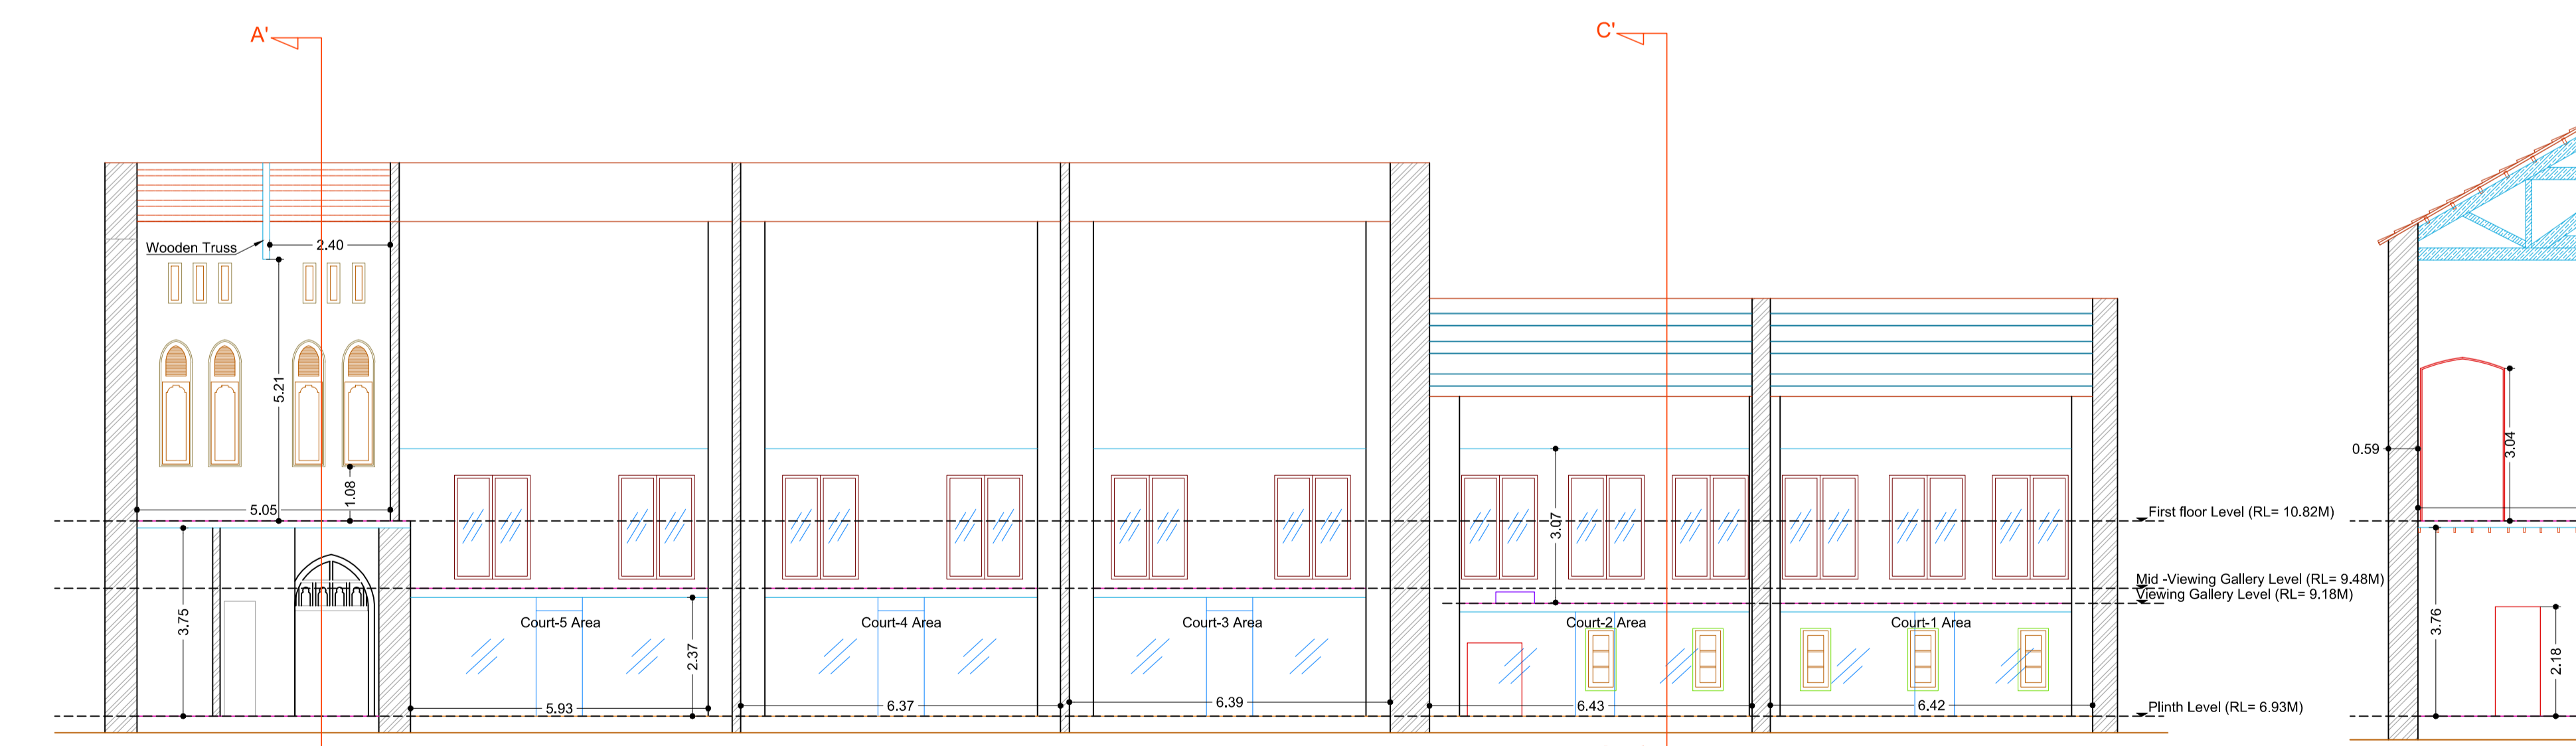 A'
C'
Wooden Truss
2.40
5.21
3.04
0.59
1.08
5.05
3.07
First floor Level (RL= 10.82M)
Mid -Viewing Gallery Level (RL= 9.48M)
Viewing Gallery Level (RL= 9.18M)
3.75
Court-5 Area
Court-4 Area
Court-3 Area
Court-2 Area
Court-1 Area
3.76
2.37
2.18
5.93
6.37
6.39
6.43
6.42
Plinth Level (RL= 6.93M)